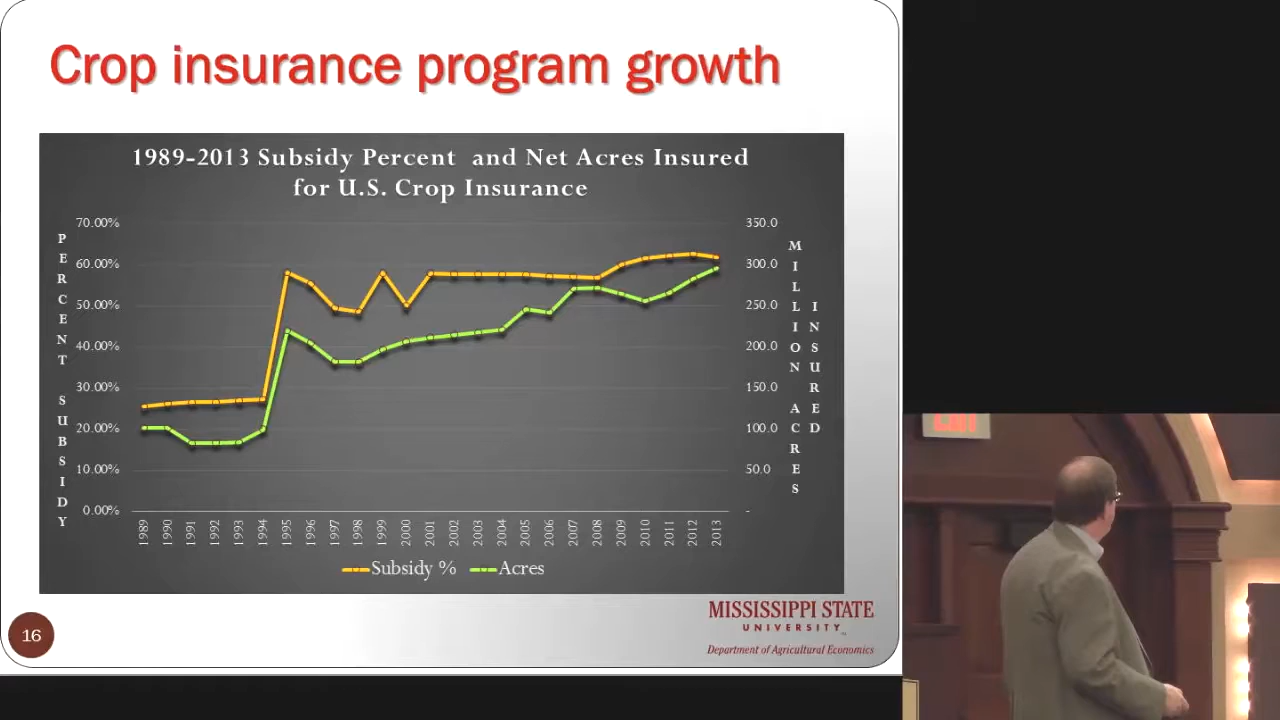 Crop insurance program growth
1989-2013 Subsidy Percent and Net Acres Insured
for U.S. Crop Insurance
PERCENT SUBSIDY
70.00%
60.00%
50.00%
40.00%
30.00%
20.00%
10.00%
0.00%
350.0
300.0
250.0
200.0
150.0
100.0
50.0
-
MILLION ACRES
INSURED
1989 1990 1991 1992 1993 1994 1995 1996 1997 1998 1999 2000 2001 2002 2003 2004 2005 2006 2007 2008 2009 2010 2011 2012 2013
Subsidy % Acres
16
MISSISSIPPI STATE
UNIVERSITY™
Department of Agricultural Economics
Exit